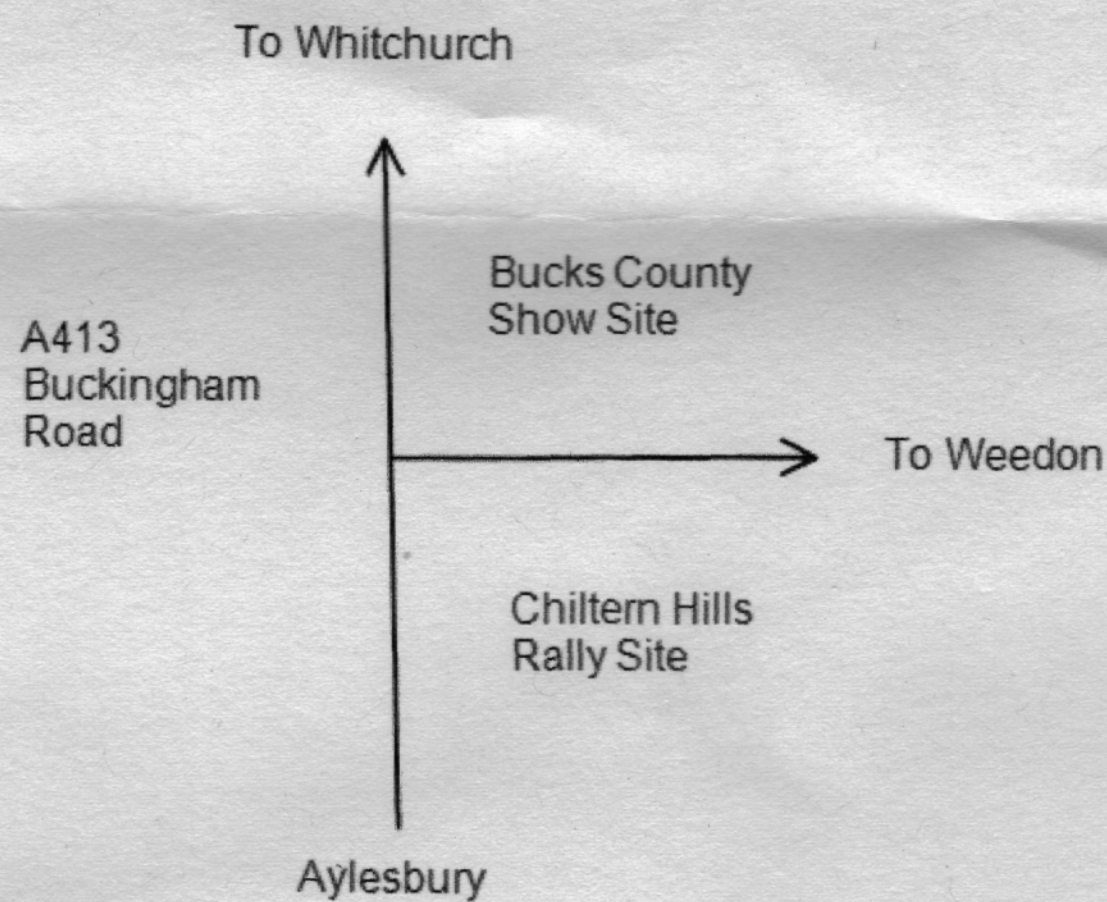 To Whitchurch
Bucks County
Show Site
A413
Buckingham
Road
To Weedon
Chiltern Hills
Rally Site
Aylesbury